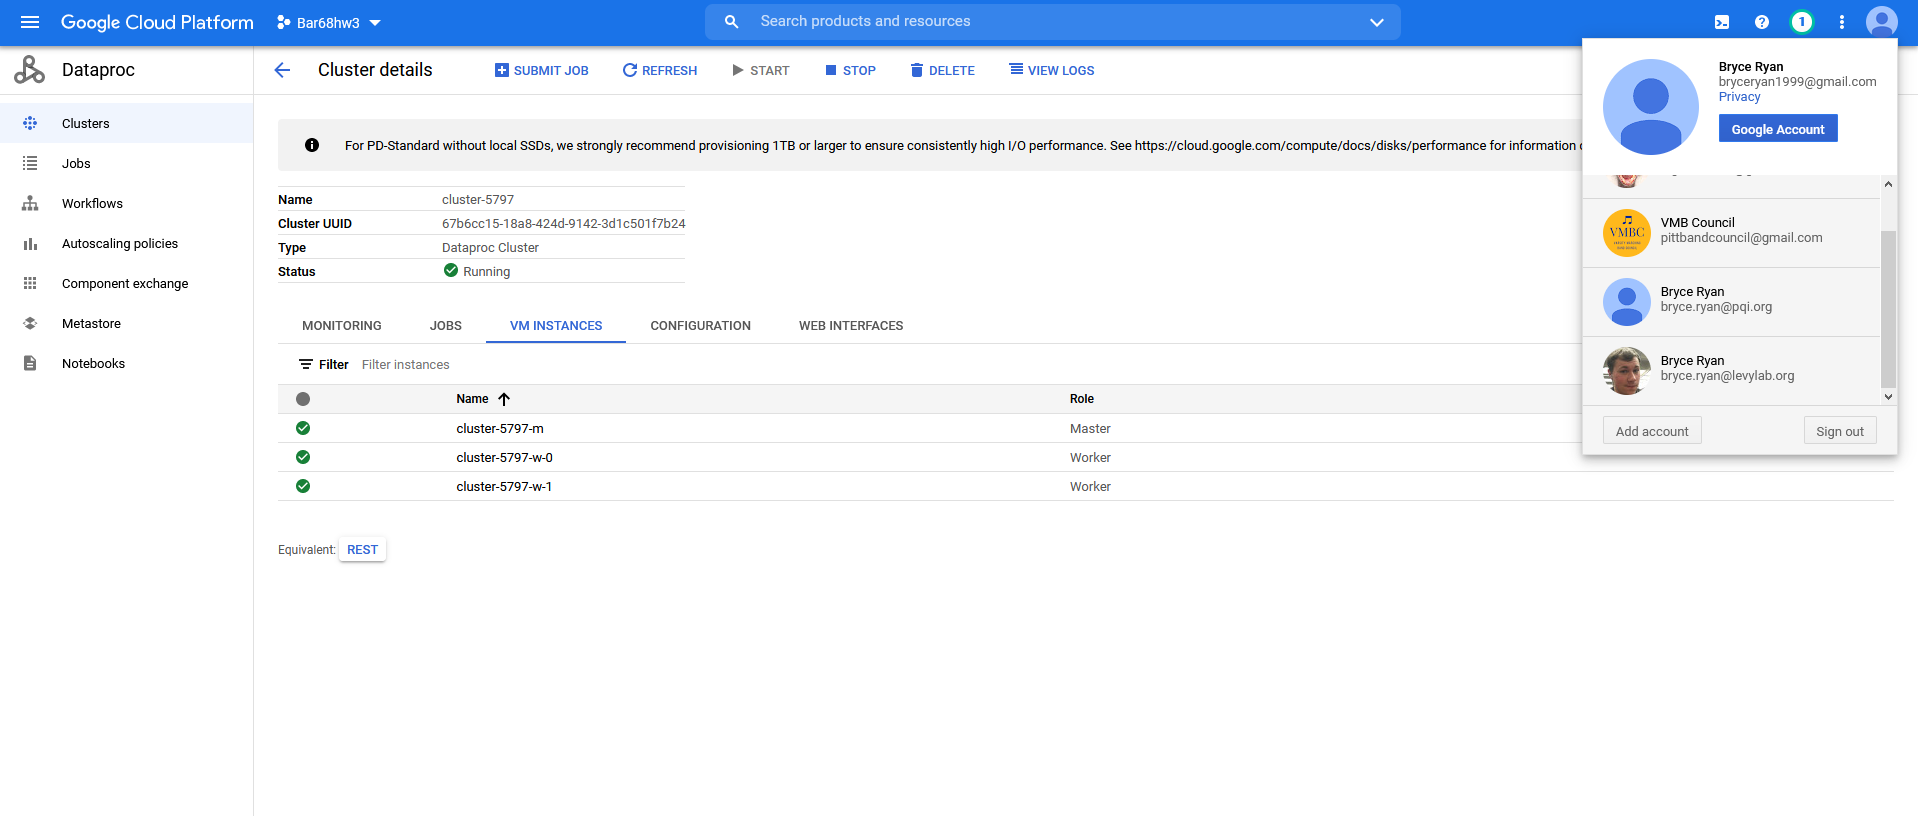 Google Cloud Platform
Bar68hw3
Search products and resources
1
Dataproc
Cluster details
SUBMIT JOB
REFRESH
START
STOP
DELETE
VIEW LOGS
Clusters
Jobs
Workflows
Autoscaling policies
Component exchange
Metastore
Notebooks
For PD-Standard without local SSDs, we strongly recommend provisioning 1TB or larger to ensure consistently high I/O performance. See https://cloud.google.com/compute/docs/disks/performance for information
Name cluster-5797
Cluster UUID 67b6cc15-18a8-424d-9142-3d1c501f7b24
Type Dataproc Cluster
Status Running
MONITORING
JOBS
VM INSTANCES
CONFIGURATION
WEB INTERFACES
Filter Filter instances
Name Role
cluster-5797-m Master
cluster-5797-w-0 Worker
cluster-5797-w-1 Worker
Equivalent: REST
Bryce Ryan
bryceryan1999@gmail.com
Privacy
Google Account
VMBC
VMB Council
pittbandcouncil@gmail.com
Bryce Ryan
bryce.ryan@pqi.org
Bryce Ryan
bryce.ryan@levylab.org
Add account
Sign out